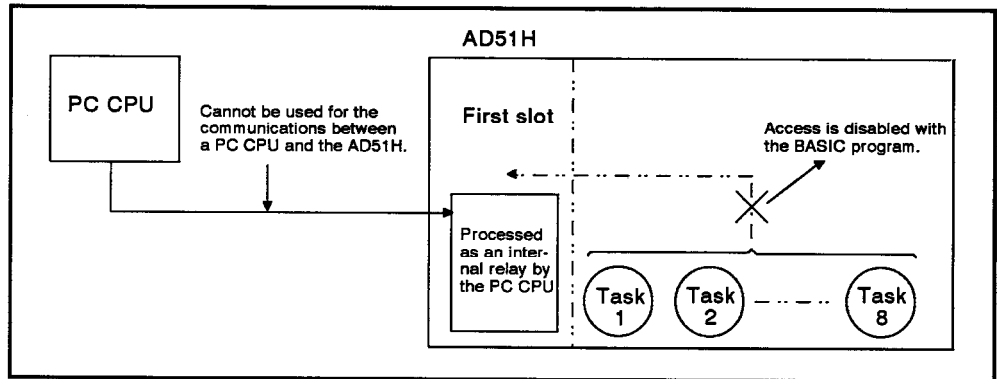 AD51H
PC CPU
Cannot be used for the
communications between
a PC CPU and the AD51H.
First slot
Access is disabled with
the BASIC program.
Processed
as an inter-
nal relay by
the PC CPU
Task
1
Task
2
Task
8